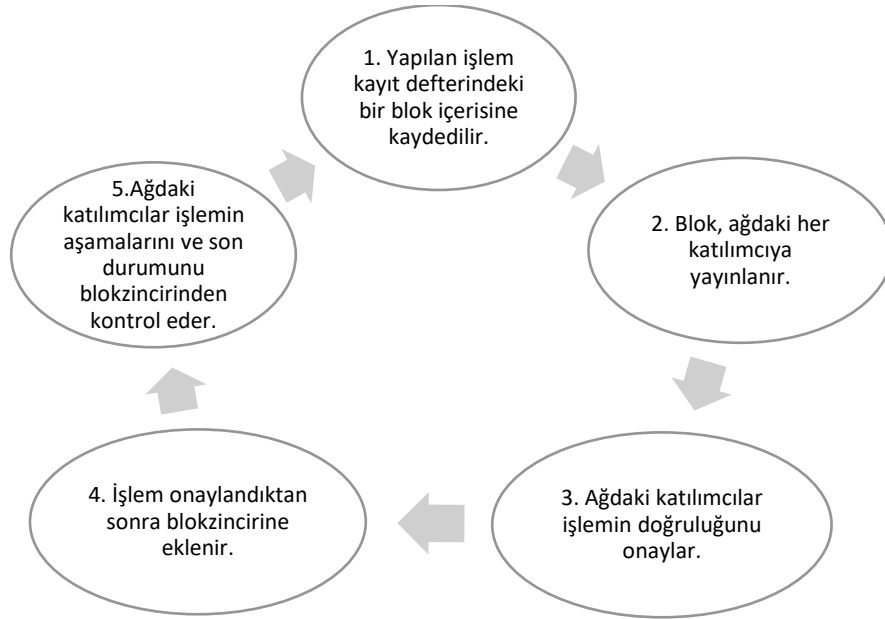 1. Yapılan işlem
kayıt defterindeki
bir blok içerisine
kaydedilir.
2. Blok, ağdaki her
katılımcıya
yayınlanır.
3. Ağdaki katılımcılar
işlemin doğruluğunu
onaylar.
4. İşlem onaylandıktan
sonra blokzincirine
eklenir.
5.Ağdaki
katılımcılar işlemin
aşamalarını ve son
durumunu
blokzincirinden
kontrol eder.